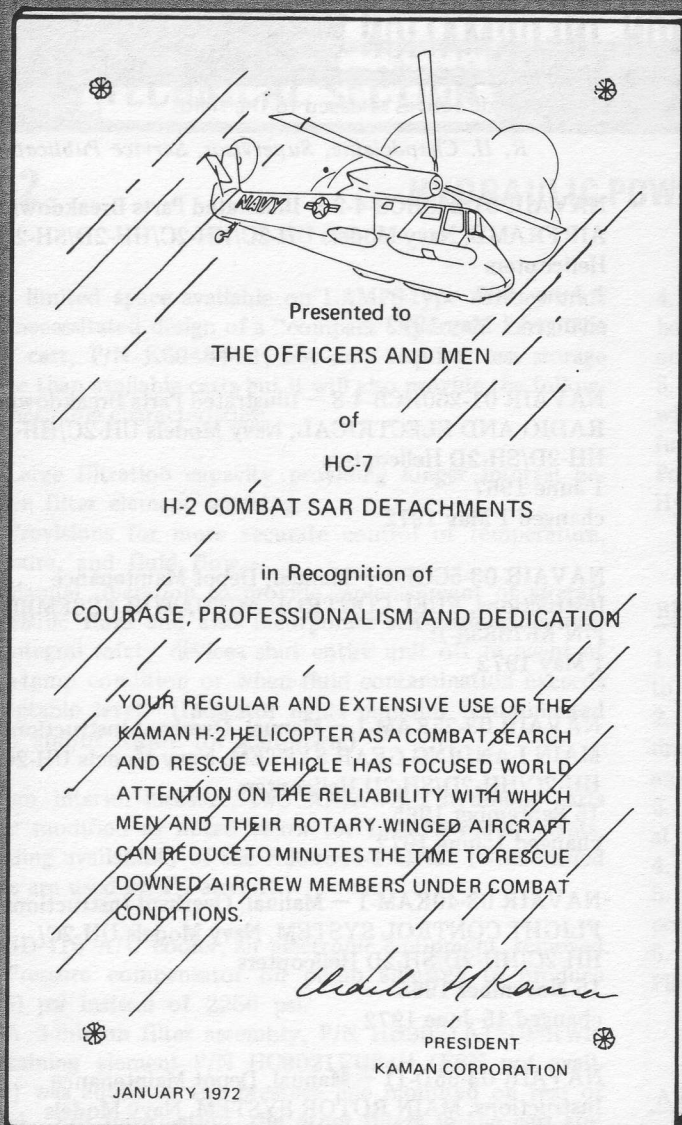 NAVY
Presented to
THE OFFICERS AND MEN
of
HC-7
H-2 COMBAT SAR DETACHMENTS
in Recognition of
COURAGE, PROFESSIONALISM AND DEDICATION
YOUR REGULAR AND EXTENSIVE USE OF THE
KAMAN H-2 HELICOPTER AS A COMBAT SEARCH
AND RESCUE VEHICLE HAS FOCUSED WORLD
ATTENTION ON THE RELIABILITY WITH WHICH
MEN AND THEIR ROTARY-WINGED AIRCRAFT
CAN REDUCE TO MINUTES THE TIME TO RESCUE
DOWNED AIRCREW MEMBERS UNDER COMBAT
CONDITIONS.
Charles H Kaman
PRESIDENT
KAMAN CORPORATION
JANUARY 1972